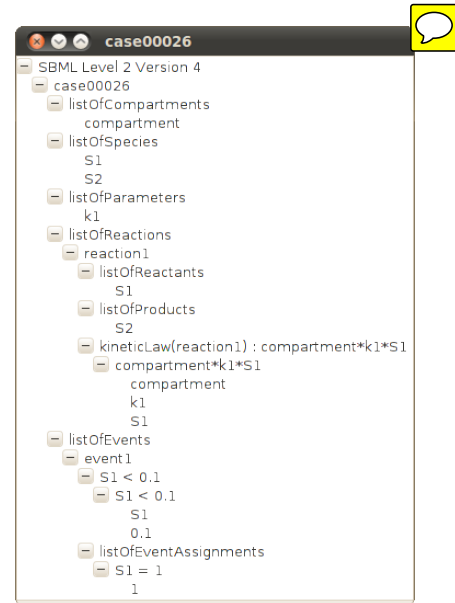 case00026
SBML Level 2 Version 4
case00026
listOfCompartments
compartment
listOfSpecies
S1
S2
listOfParameters
k1
listOfReactions
reaction1
listOfReactants
S1
listOfProducts
S2
kineticLaw(reaction1) : compartment*k1*S1
compartment*k1*S1
compartment
k1
S1
listOfEvents
event1
S1 < 0.1
S1 < 0.1
S1
0.1
listOfEventAssignments
S1 = 1
1